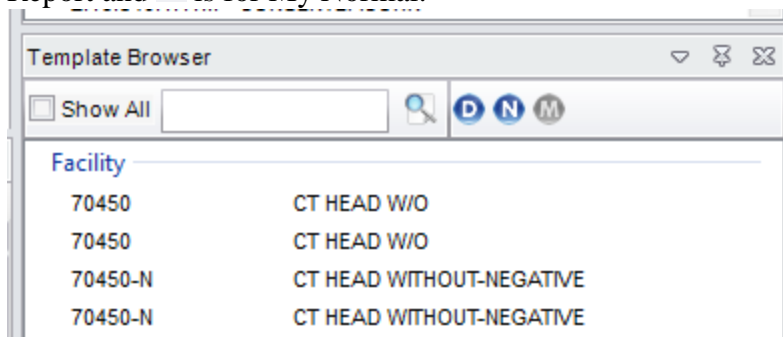 Template Browser
Show All
D N M
Facility
70450 CT HEAD W/O
70450 CT HEAD W/O
70450-N CT HEAD WITHOUT-NEGATIVE
70450-N CT HEAD WITHOUT-NEGATIVE